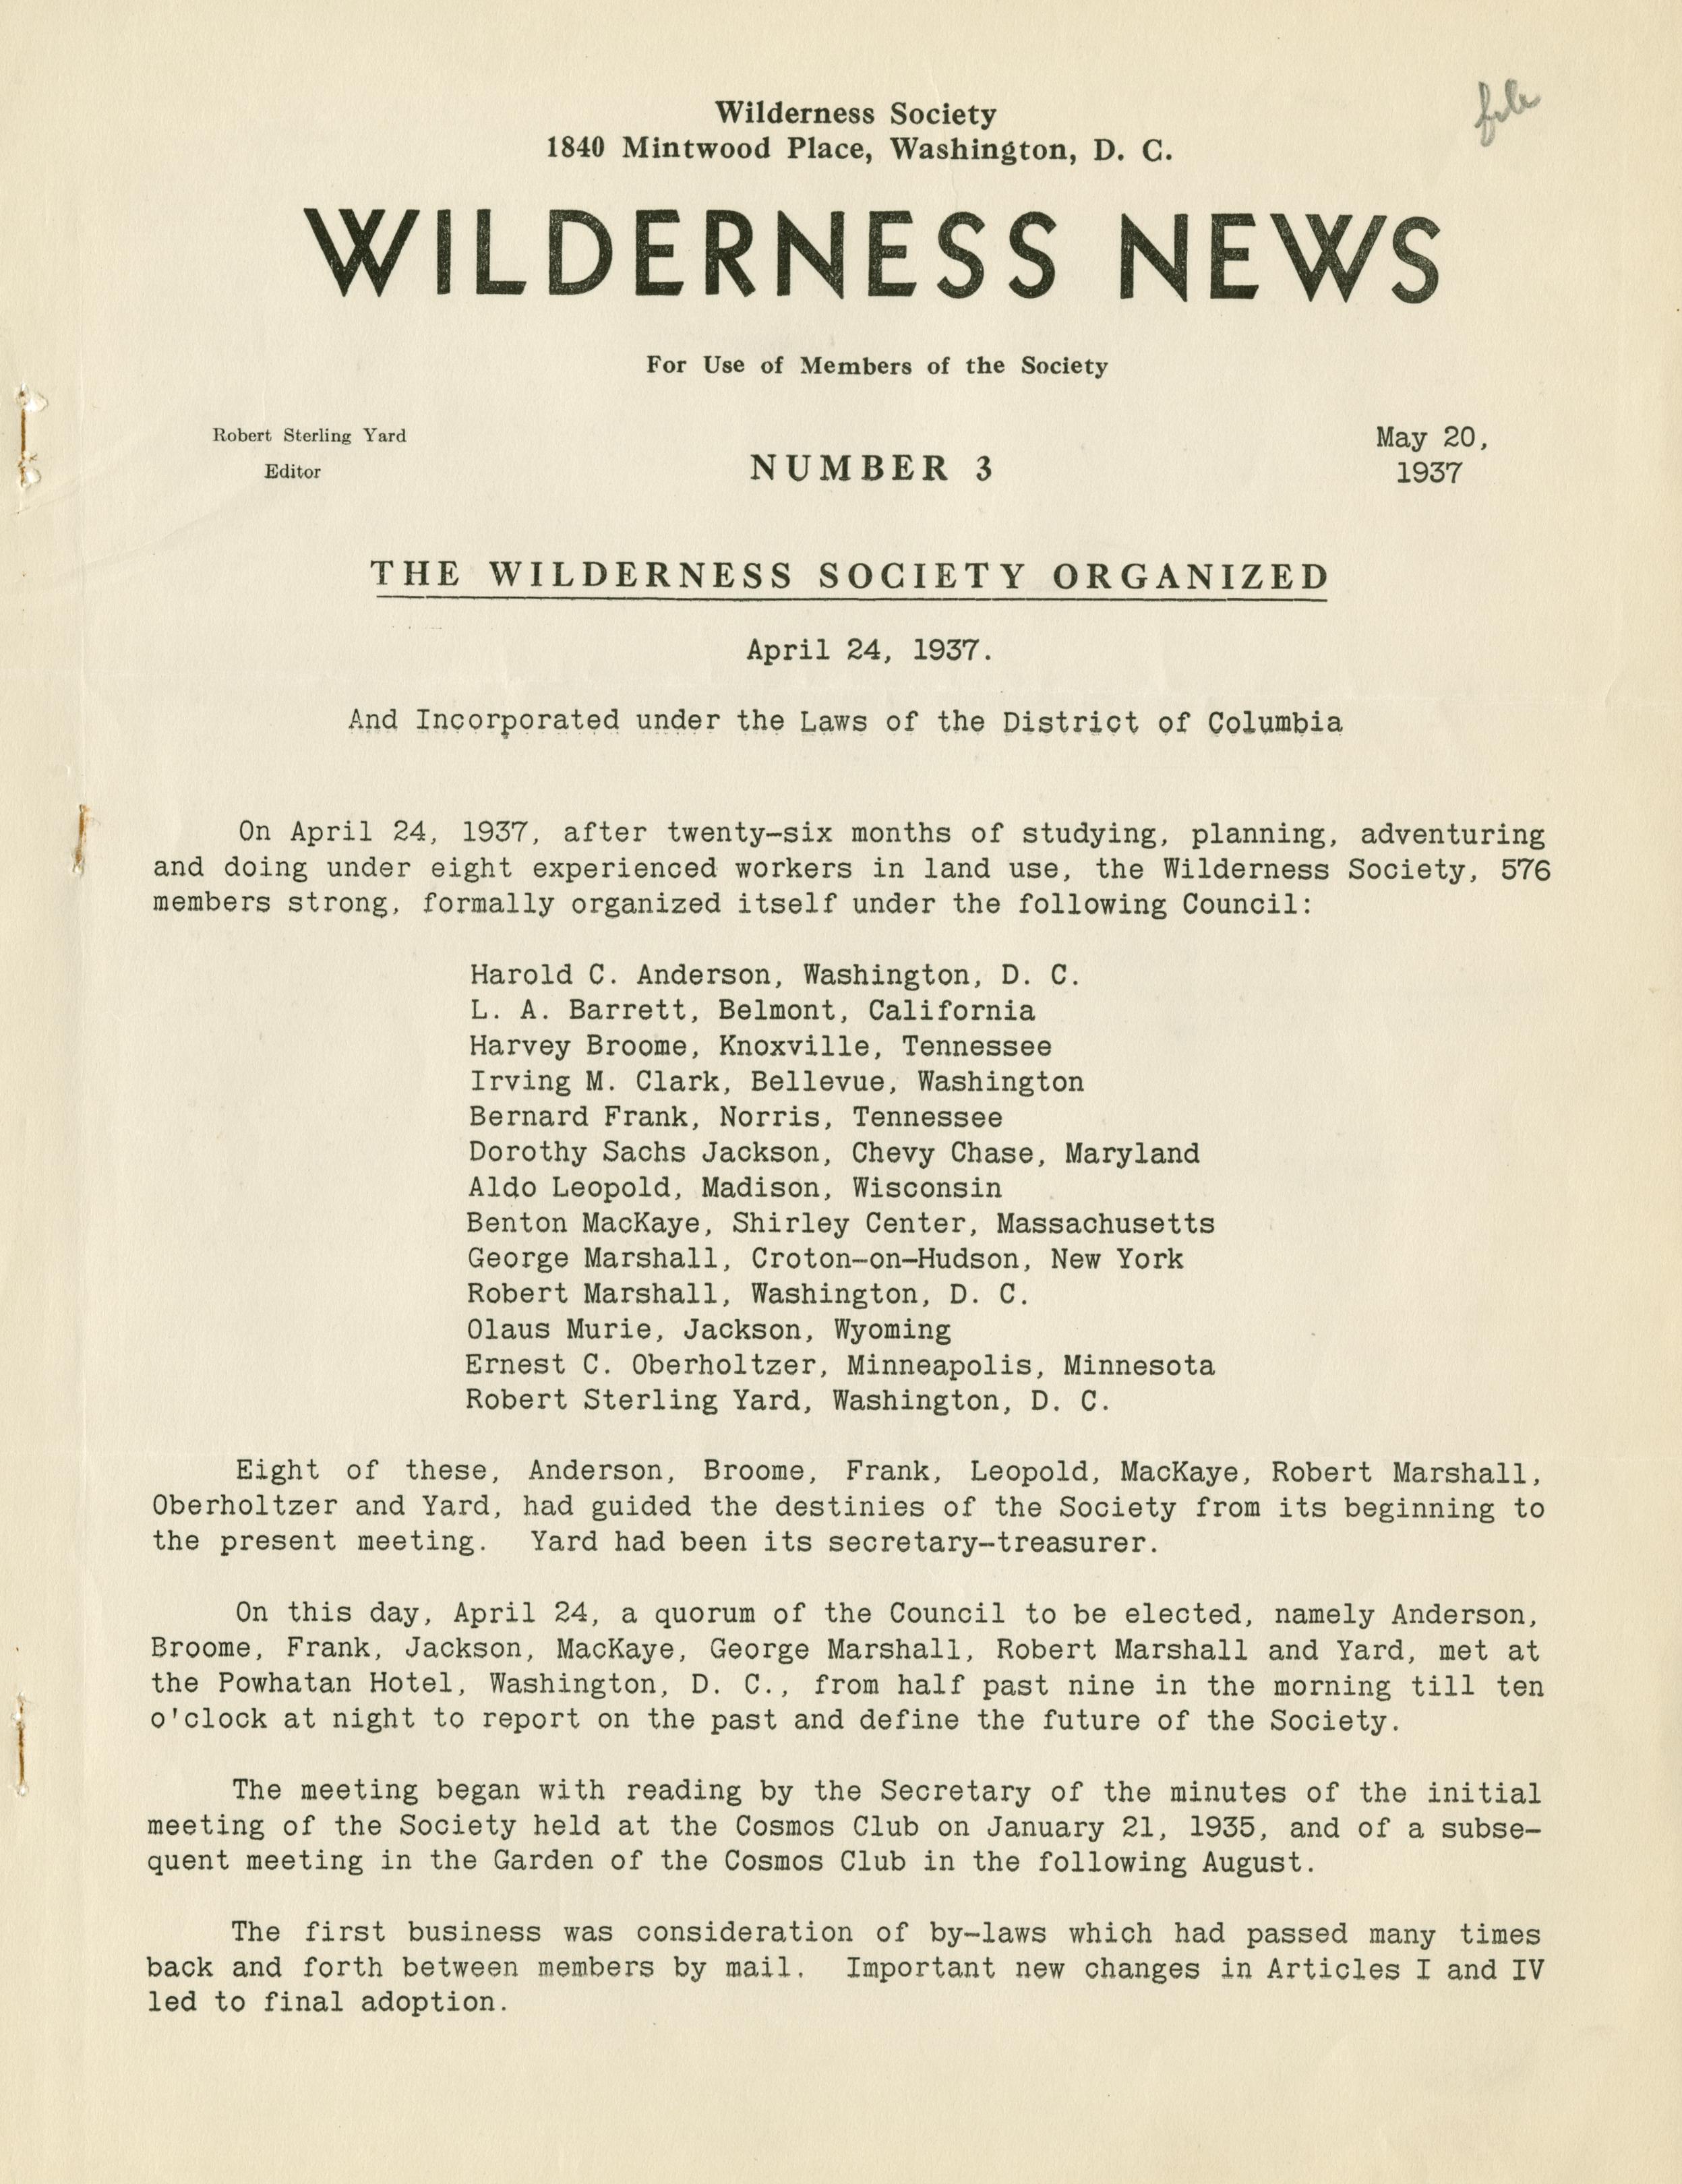 file
Wilderness Society
1840 Mintwood Place, Washington, D. C.
WILDERNESS NEWS
For Use of Members of the Society
Robert Sterling Yard
Editor
NUMBER 3
May 20,
1937
THE WILDERNESS SOCIETY ORGANIZED
April 24, 1937.
And Incorporated under the Laws of the District of Columbia
On April 24, 1937, after twenty-six months of studying, planning, adventuring
and doing under eight experienced workers in land use, the Wilderness Society, 576
members strong, formally organized itself under the following Council:
Harold C. Anderson, Washington, D. C.
L. A. Barrett, Belmont, California
Harvey Broome, Knoxville, Tennessee
Irving M. Clark, Bellevue, Washington
Bernard Frank, Norris, Tennessee
Dorothy Sachs Jackson, Chevy Chase, Maryland
Aldo Leopold, Madison, Wisconsin
Benton MacKaye, Shirley Center, Massachusetts
George Marshall, Croton-on-Hudson, New York
Robert Marshall, Washington, D. C.
Olaus Murie, Jackson, Wyoming
Ernest C. Oberholtzer, Minneapolis, Minnesota
Robert Sterling Yard, Washington, D. C.
Eight of these, Anderson, Broome, Frank, Leopold, MacKaye, Robert Marshall,
Oberholtzer and Yard, had guided the destinies of the Society from its beginning to
the present meeting. Yard had been its secretary-treasurer.
On this day, April 24, a quorum of the Council to be elected, namely Anderson,
Broome, Frank, Jackson, MacKaye, George Marshall, Robert Marshall and Yard, met at
the Powhatan Hotel, Washington, D. C., from half past nine in the morning till ten
o'clock at night to report on the past and define the future of the Society.
The meeting began with reading by the Secretary of the minutes of the initial
meeting of the Society held at the Cosmos Club on January 21, 1935, and of a subse-
quent meeting in the Garden of the Cosmos Club in the following August.
The first business was consideration of by-laws which had passed many times
back and forth between members by mail. Important new changes in Articles I and IV
led to final adoption.